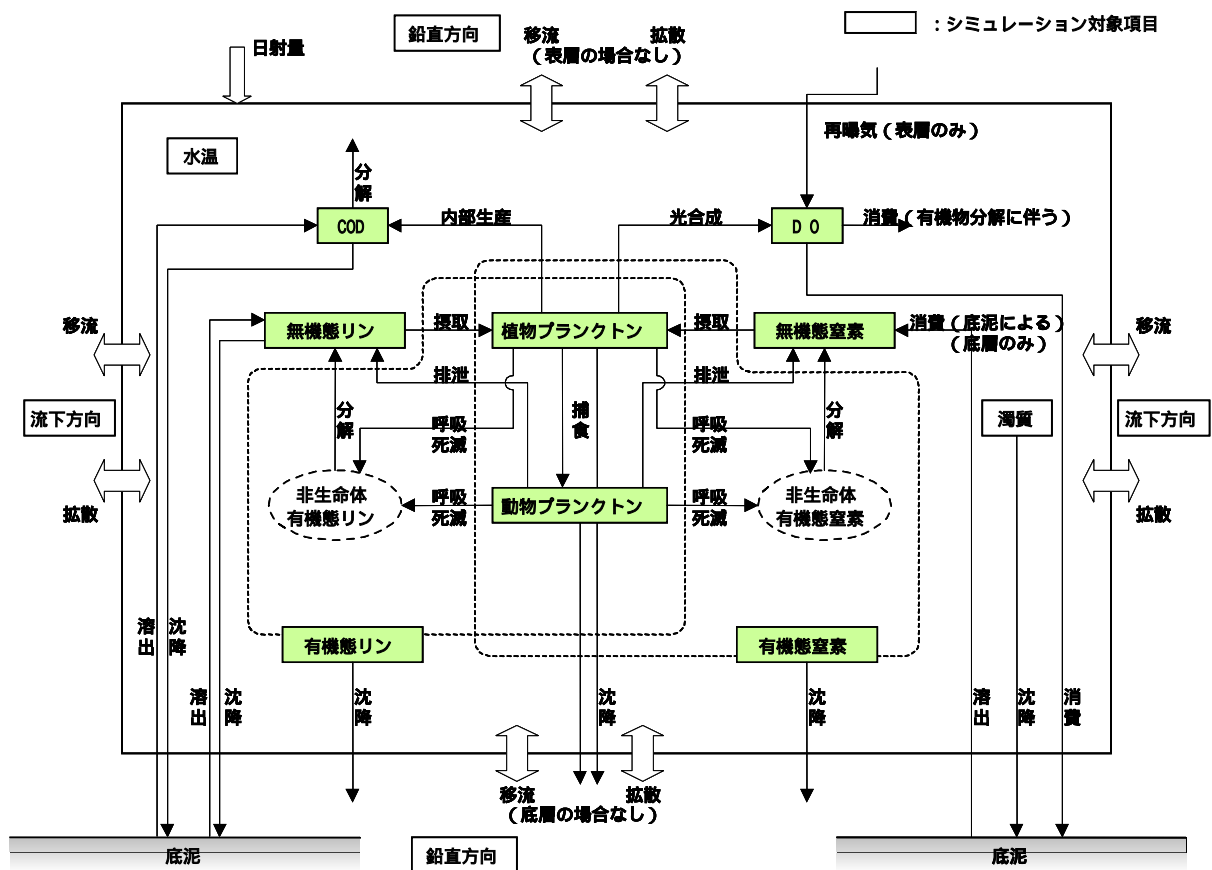 鉛直方向
移流
拡散
（表層の場合なし）
：シミュレーション対象項目
日射量
再曝気（表層のみ）
水温
分解
COD
内部生産
光合成
ＤＯ
消費（有機物分解に伴う）
移流
無機態リン
摂取
植物プランクトン
摂取
無機態窒素
消費（底泥による）
（底層のみ）
移流
排泄
排泄
流下方向
分解
呼吸
死滅
捕食
呼吸
死滅
分解
濁質
流下方向
拡散
非生命体
有機態リン
呼吸
死滅
動物プランクトン
呼吸
死滅
非生命体
有機態窒素
拡散
溶出
沈降
有機態リン
有機態窒素
溶出
沈降
沈降
沈降
沈降
溶出
沈降
消費
移流
拡散
（底層の場合なし）
底泥
鉛直方向
底泥